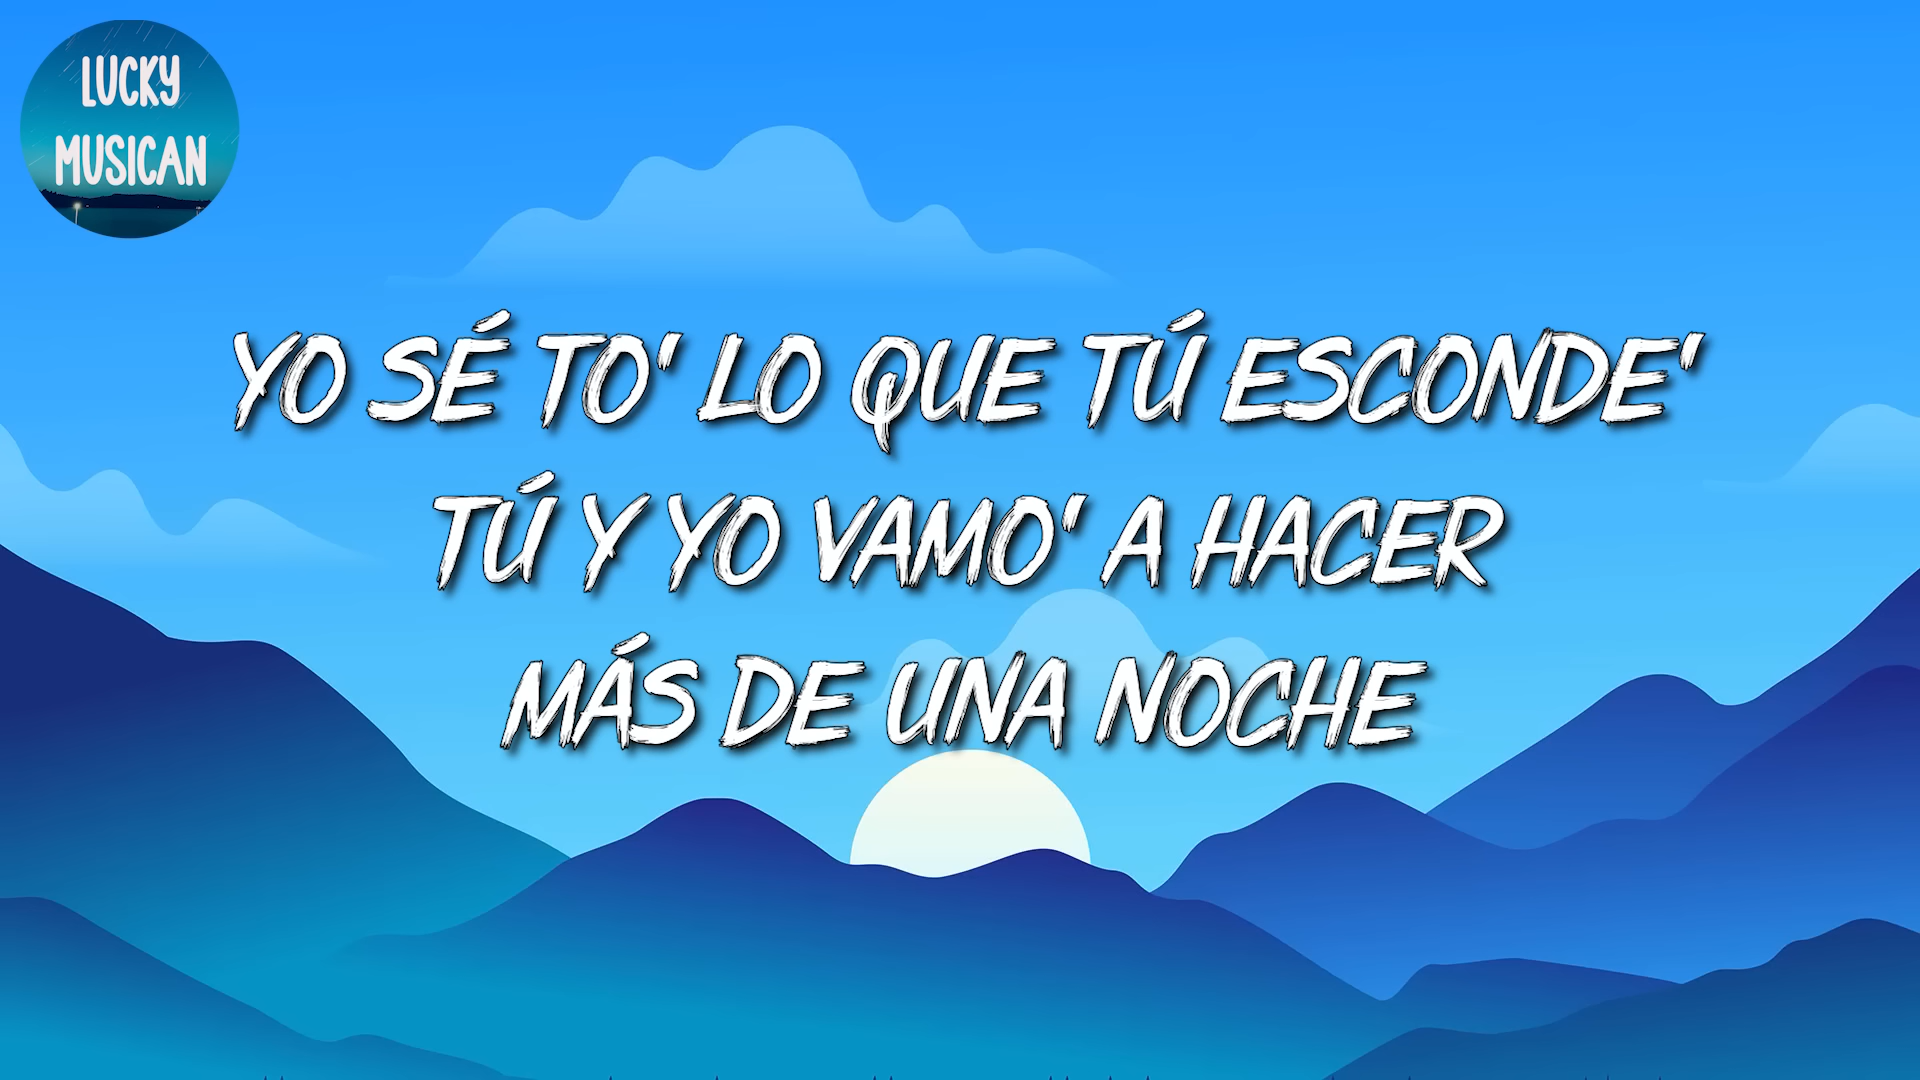 LUCKY
MUSICAN
YO SÉ TO' LO QUE TÚ ESCONDE'
TÚ Y YO VAMO' A HACER
MÁS DE UNA NOCHE